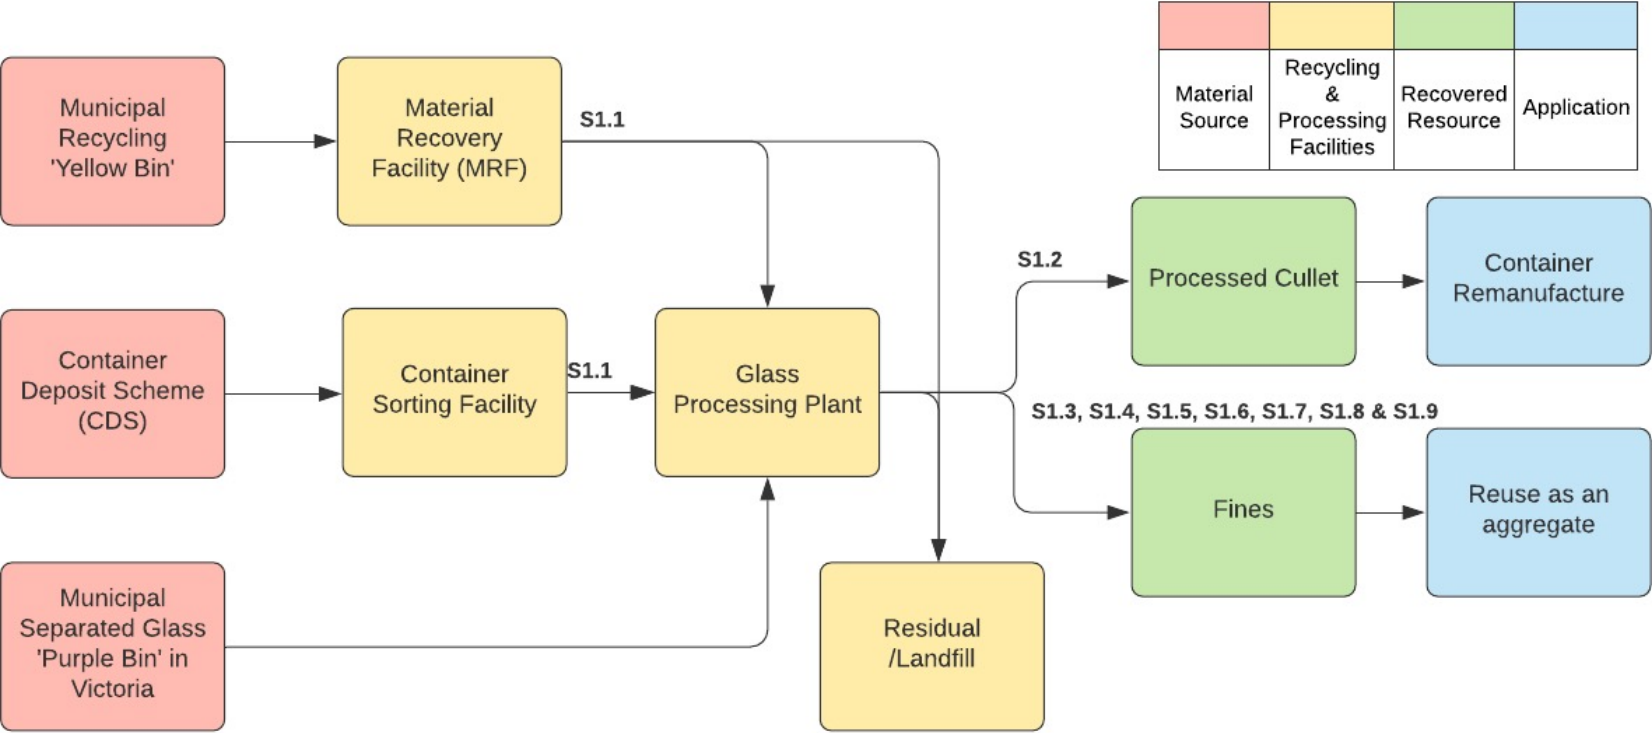 Material
Source
Recycling
&
Processing
Facilities
Recovered
Resource
Application
Municipal
Recycling
'Yellow Bin'
Material
Recovery
Facility (MRF)
S1.1
Container
Deposit Scheme
(CDS)
Container
Sorting Facility
S1.1
Glass
Processing Plant
Municipal
Separated Glass
'Purple Bin' in
Victoria
Residual
/Landfill
S1.2
Processed Cullet
Container
Remanufacture
S1.3, S1.4, S1.5, S1.6, S1.7, S1.8 & S1.9
Fines
Reuse as an
aggregate